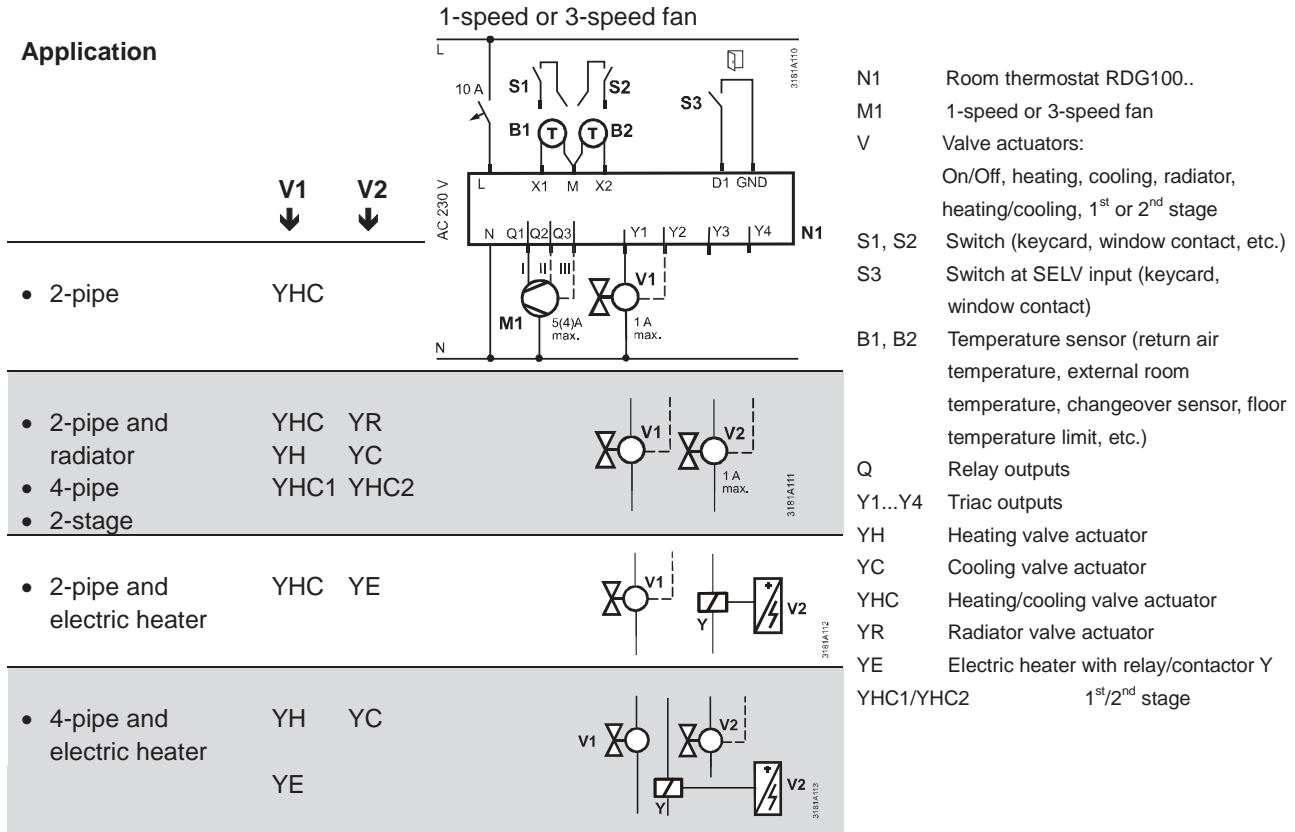 1-speed or 3-speed fan
Application
V1 V2
L
3181A110
10 A
S1 S2
S3
B1 T T B2
L X1 M X2 D1 GND
AC 230 V
N Q1 Q2 Q3 Y1 Y2 Y3 Y4 N1
I II III
V1
M1
5(4)A
max.
1 A
max.
N
• 2-pipe YHC
• 2-pipe and YHC YR
radiator YH YC
• 4-pipe YHC1 YHC2
• 2-stage
V1 V2
1 A
max.
3181A111
• 2-pipe and YHC YE
electric heater
V1
Y
V2
3181A112
• 4-pipe and YH YC
electric heater
YE
V1 V2
Y
V2
3181A113
N1 Room thermostat RDG100..
M1 1-speed or 3-speed fan
V Valve actuators:
On/Off, heating, cooling, radiator,
heating/cooling, 1st or 2nd stage
S1, S2 Switch (keycard, window contact, etc.)
S3 Switch at SELV input (keycard,
window contact)
B1, B2 Temperature sensor (return air
temperature, external room
temperature, changeover sensor, floor
temperature limit, etc.)
Q Relay outputs
Y1...Y4 Triac outputs
YH Heating valve actuator
YC Cooling valve actuator
YHC Heating/cooling valve actuator
YR Radiator valve actuator
YE Electric heater with relay/contactor Y
YHC1/YHC2 1st/2nd stage